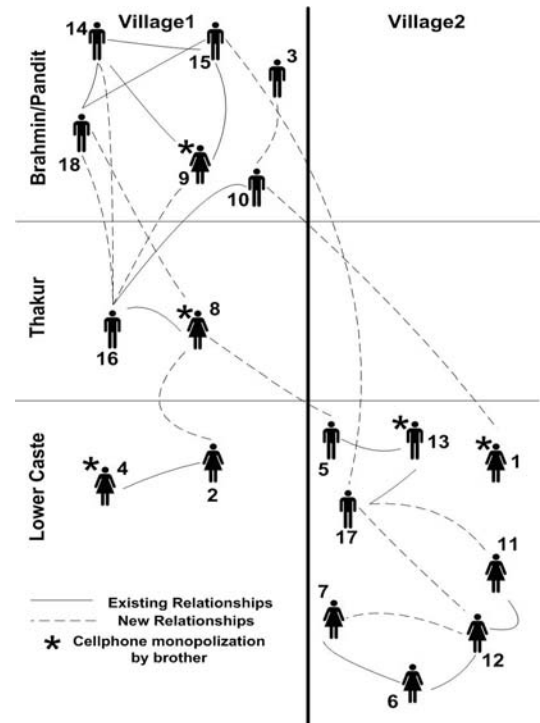 Village1
Village2
Brahmin/Pandit
14
15
3
18
*
9
10
Thakur
16
*
8
Lower Caste
*
4
2
5
*
13
*
1
17
11
7
12
6
Existing Relationships
New Relationships
* Cellphone monopolization
by brother